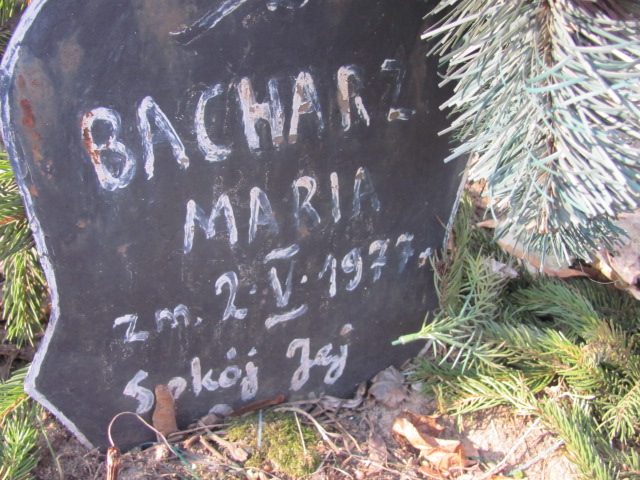 BACHARZ
MARIA
zm. 2.V.1977r
Spokój Jej